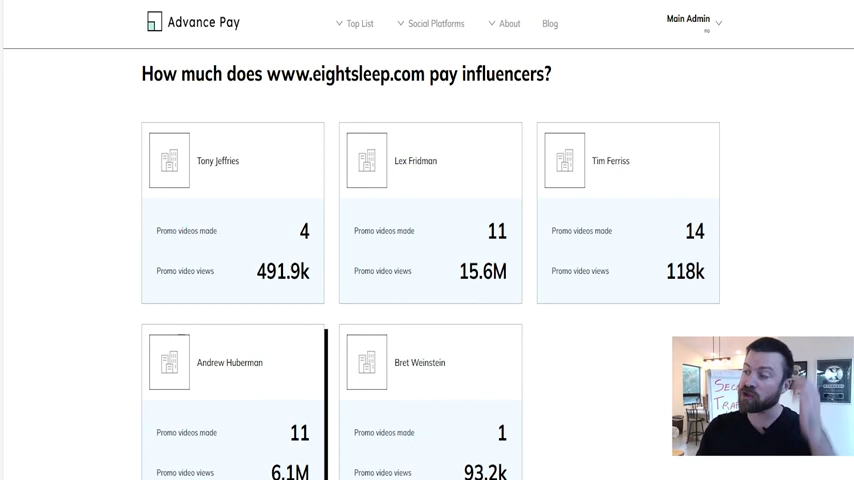 Advance Pay
Top List
Social Platforms
About
Blog
Main Admin
How much does www.eightsleep.com pay influencers?
Tony Jeffries
Promo videos made 4
Promo video views 491.9k
Lex Fridman
Promo videos made 11
Promo video views 15.6M
Tim Ferriss
Promo videos made 14
Promo video views 118k
Andrew Huberman
Promo videos made 11
Promo video views 6.1M
Bret Weinstein
Promo videos made 1
Promo video views 93.2k